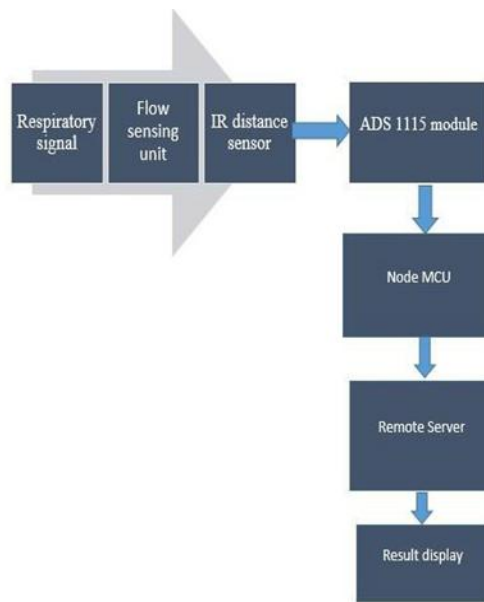 Respiratory
signal
Flow
sensing
unit
IR distance
sensor
ADS 1115 module
Node MCU
Remote Server
Result display